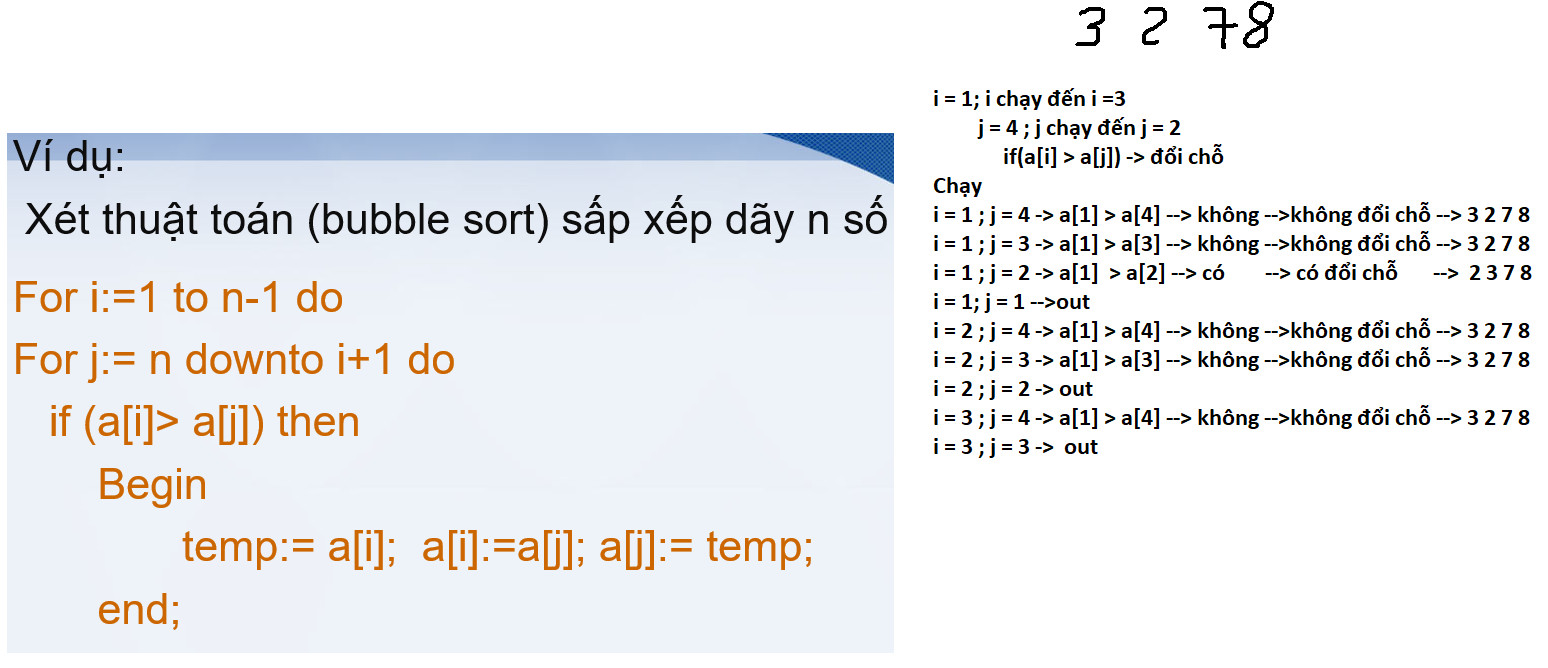 Ví dụ:
Xét thuật toán (bubble sort) sấp xếp dãy n số
For i:=1 to n-1 do
For j:= n downto i+1 do
if (a[i]> a[j]) then
Begin
temp:= a[i]; a[i]:=a[j]; a[j]:= temp;
end;
3 2 7 8
i = 1; i chạy đến i =3
j = 4 ; j chạy đến j = 2
if(a[i] > a[j]) -> đổi chỗ
Chạy
i = 1 ; j = 4 -> a[1] > a[4] --> không -->không đổi chỗ --> 3 2 7 8
i = 1 ; j = 3 -> a[1] > a[3] --> không -->không đổi chỗ --> 3 2 7 8
i = 1 ; j = 2 -> a[1] > a[2] --> có --> có đổi chỗ --> 2 3 7 8
i = 1; j = 1 -->out
i = 2 ; j = 4 -> a[1] > a[4] --> không -->không đổi chỗ --> 3 2 7 8
i = 2 ; j = 3 -> a[1] > a[3] --> không -->không đổi chỗ --> 3 2 7 8
i = 2 ; j = 2 -> out
i = 3 ; j = 4 -> a[1] > a[4] --> không -->không đổi chỗ --> 3 2 7 8
i = 3 ; j = 3 -> out